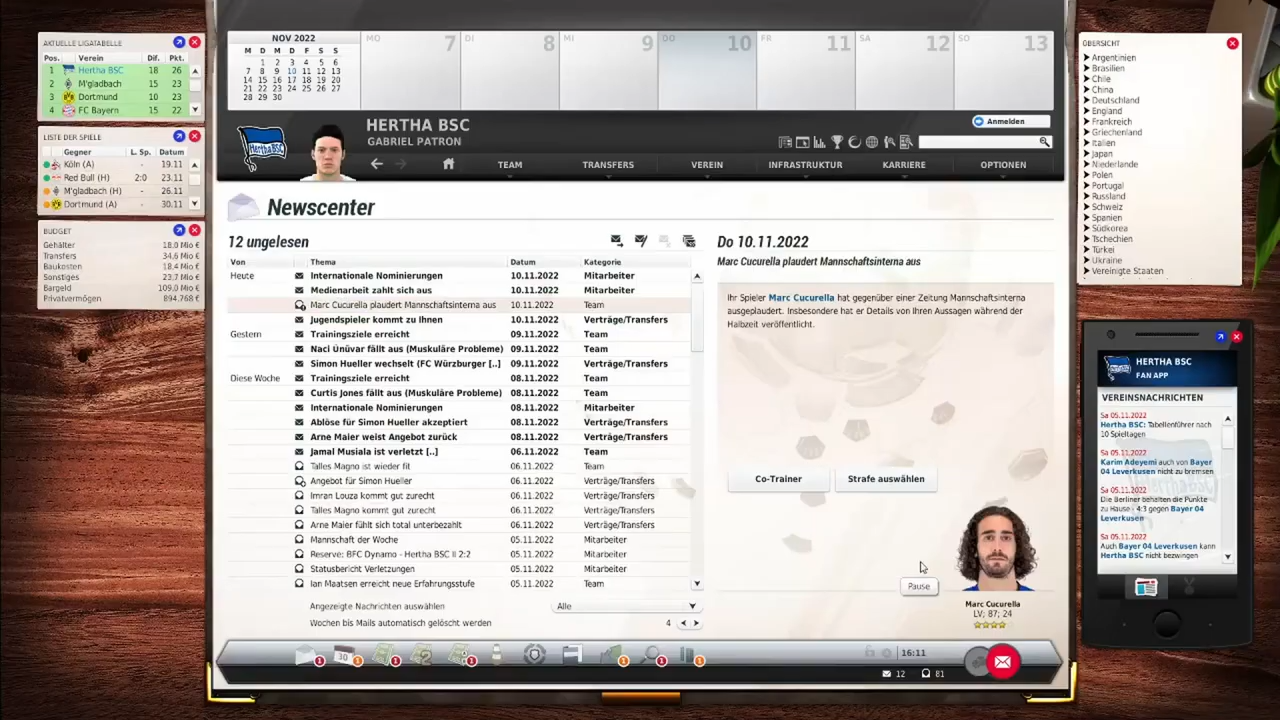 AKTUELLE LIGATABELLE
Pos. Verein Dif. Pkt.
1 Hertha BSC 18 26
2 M'gladbach 15 23
3 Dortmund 10 23
4 FC Bayern 15 22
LISTE DER SPIELE
Gegner L. Sp. Datum
Köln (A) - 19.11
Red Bull (H) 2:0 23.11
M'gladbach (H) - 26.11
Dortmund (A) - 30.11
BUDGET
Gehälter 18.0 Mio €
Transfers 34,6 Mio €
Baukosten 18,4 Mio €
Sonstiges 23,7 Mio €
Bargeld 109,0 Mio €
Privatvermögen 894.768 €
NOV 2022
M D M D F S S
1 2 3 4 5 6
7 8 9 10 11 12 13
14 15 16 17 18 19 20
21 22 23 24 25 26 27
28 29 30
MO 7
DI 8
MI 9
DO 10
FR 11
SA 12
SO 13
HERTHA BSC
GABRIEL PATRON
Anmelden
TEAM TRANSFERS VEREIN INFRASTRUKTUR KARRIERE OPTIONEN
Newscenter
12 ungelesen
Von Thema Datum Kategorie
Heute Internationale Nominierungen 10.11.2022 Mitarbeiter
Medienarbeit zahlt sich aus 10.11.2022 Mitarbeiter
Marc Cucurella plaudert Mannschaftsinterna aus 10.11.2022 Team
Jugendspieler kommt zu Ihnen 10.11.2022 Verträge/Transfers
Gestern Trainingsziele erreicht 09.11.2022 Team
Naci Ünüvar fällt aus (Muskuläre Probleme) 09.11.2022 Team
Simon Hueller wechselt (FC Würzburger [..] 09.11.2022 Verträge/Transfers
Diese Woche Trainingsziele erreicht 08.11.2022 Team
Curtis Jones fällt aus (Muskuläre Probleme) 08.11.2022 Team
Internationale Nominierungen 08.11.2022 Mitarbeiter
Ablöse für Simon Hueller akzeptiert 08.11.2022 Verträge/Transfers
Arne Maier weist Angebot zurück 08.11.2022 Verträge/Transfers
Jamal Musiala ist verletzt [..] 08.11.2022 Team
Talles Magno ist wieder fit 06.11.2022 Team
Angebot für Simon Hueller 06.11.2022 Verträge/Transfers
Imran Louza kommt gut zurecht 06.11.2022 Verträge/Transfers
Talles Magno kommt gut zurecht 06.11.2022 Verträge/Transfers
Arne Maier fühlt sich total unterbezahlt 06.11.2022 Verträge/Transfers
Mannschaft der Woche 05.11.2022 Mitarbeiter
Reserve: BFC Dynamo - Hertha BSC II 2:2 05.11.2022 Mitarbeiter
Statusbericht Verletzungen 05.11.2022 Mitarbeiter
Ian Maatsen erreicht neue Erfahrungsstufe 05.11.2022 Team
Angezeigte Nachrichten auswählen Alle
Wochen bis Mails automatisch gelöscht werden 4
Do 10.11.2022
Marc Cucurella plaudert Mannschaftsinterna aus
Ihr Spieler Marc Cucurella hat gegenüber einer Zeitung Mannschaftsinterna
ausgeplaudert. Insbesondere hat er Details von Ihren Aussagen während der
Halbzeit veröffentlicht.
Co-Trainer Strafe auswählen
Pause
Marc Cucurella
LV; 87; 24
30
1 1 1 1 1 1 1
16:11
12 81
ÜBERSICHT
Argentinien
Brasilien
Chile
China
Deutschland
England
Frankreich
Griechenland
Italien
Japan
Niederlande
Polen
Portugal
Russland
Schweiz
Spanien
Südkorea
Tschechien
Türkei
Ukraine
Vereinigte Staaten
HERTHA BSC
FAN APP
VEREINSNACHRICHTEN
Sa 05.11.2022
Hertha BSC: Tabellenführer nach
10 Spieltagen
Sa 05.11.2022
Karim Adeyemi auch von Bayer
04 Leverkusen nicht zu bremsen
Sa 05.11.2022
Die Berliner behalten die Punkte
zu Hause - 4:3 gegen Bayer 04
Leverkusen
Sa 05.11.2022
Auch Bayer 04 Leverkusen kann
Hertha BSC nicht bezwingen